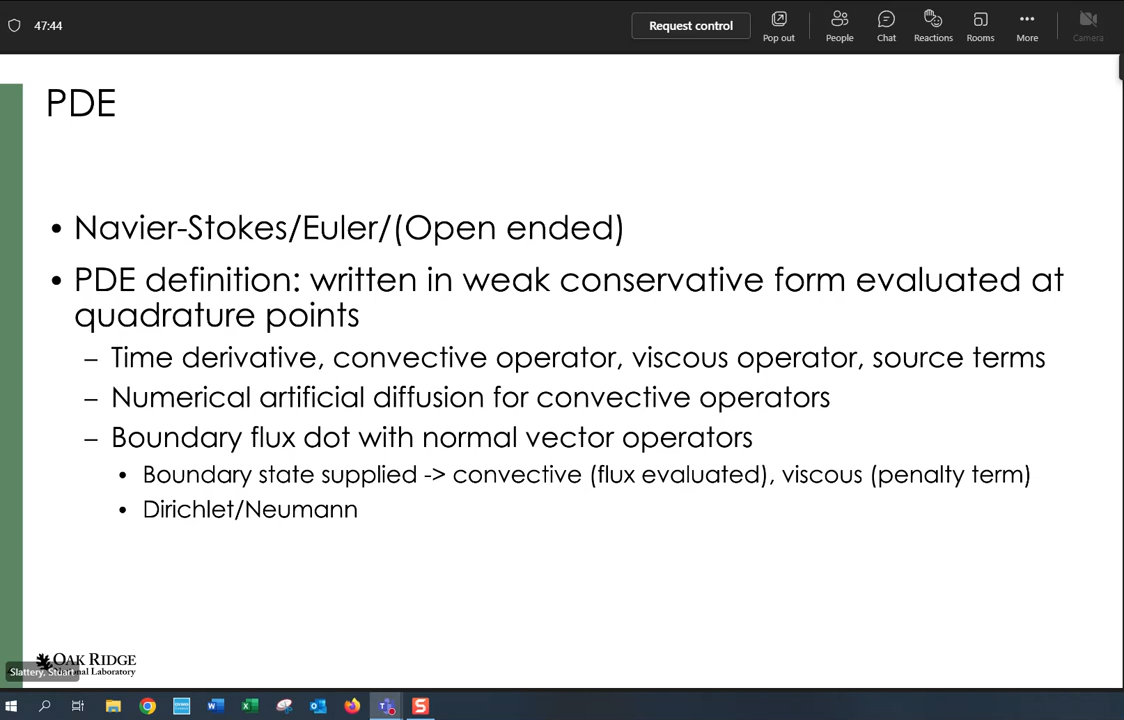 47:44
Request control
Pop out
People
Chat
Reactions
Rooms
More
Camera
PDE
• Navier-Stokes/Euler/(Open ended)
• PDE definition: written in weak conservative form evaluated at
quadrature points
– Time derivative, convective operator, viscous operator, source terms
– Numerical artificial diffusion for convective operators
– Boundary flux dot with normal vector operators
• Boundary state supplied -> convective (flux evaluated), viscous (penalty term)
• Dirichlet/Neumann
OAK RIDGE
Laboratory
Slattery, Stuart